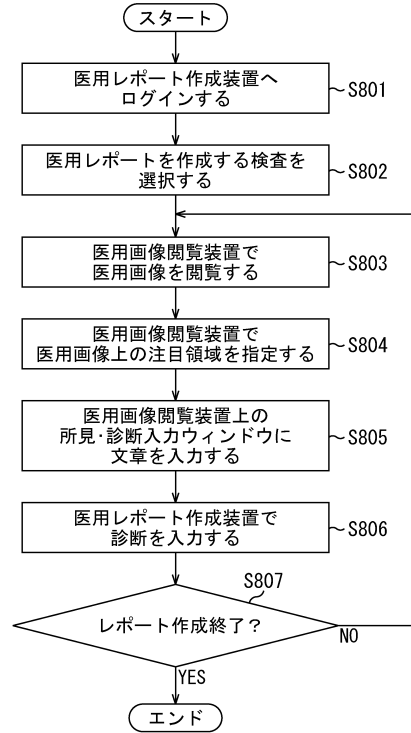 スタート
医用レポート作成装置へ
ログインする
S801
医用レポートを作成する検査を
選択する
S802
医用画像閲覧装置で
医用画像を閲覧する
S803
医用画像閲覧装置で
医用画像上の注目領域を指定する
S804
医用画像閲覧装置上の
所見･診断入力ウィンドウに
文章を入力する
S805
医用レポート作成装置で
診断を入力する
S806
S807
レポート作成終了？
NO
YES
エンド